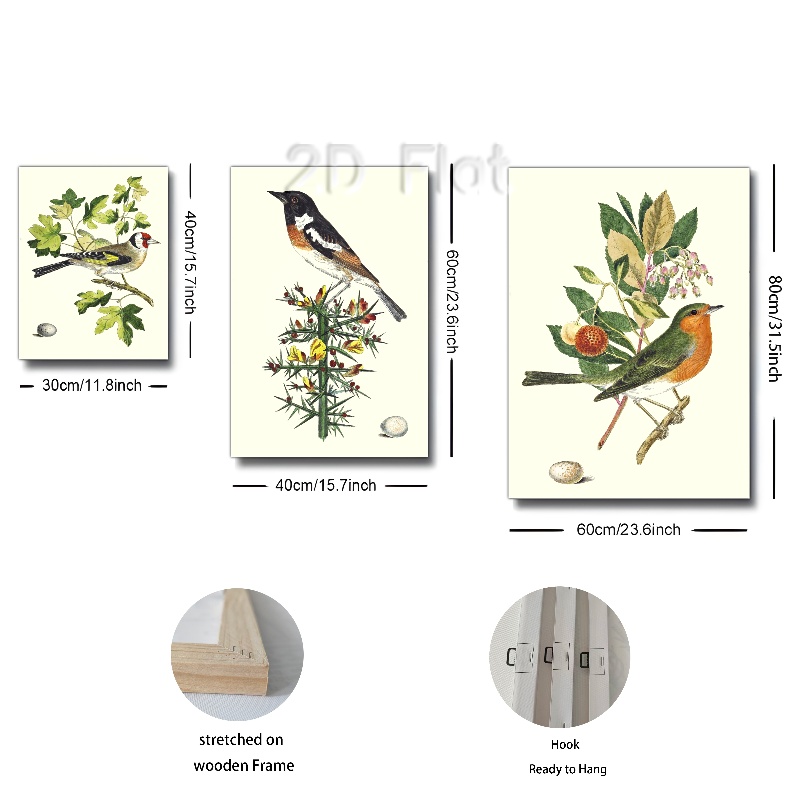 2D Flat
40cm/15.7inch
60cm/23.6inch
80cm/31.5inch
30cm/11.8inch
40cm/15.7inch
60cm/23.6inch
stretched on
wooden Frame
Hook
Ready to Hang